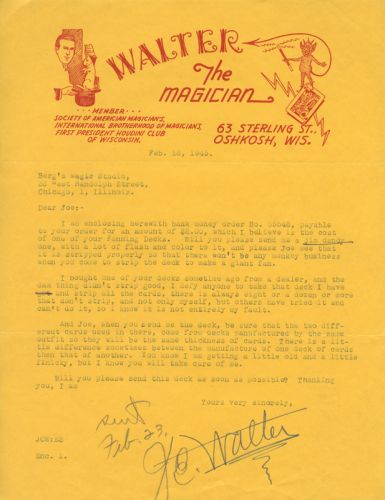 WALTER
The
MAGICIAN
MEMBER
SOCIETY OF AMERICAN MAGICIANS,
INTERNATIONAL BROTHERHOOD OF MAGICIANS,
FIRST PRESIDENT HOUDINI CLUB
OF WISCONSIN.
63 STERLING ST.,
OSHKOSH, WIS.
Feb. 1945.
Berg's Magic Studio,
West Randolph Street,
Chicago, 1, Illinois.
Dear Joe:-
I am enclosing herewith bank money order No. payable
to your order for an amount of which I believe is the cost
of one of your Fanning Decks. Will you please send me a jim dandy
one, with a lot of flash and color to it, and please Joe see that
it is stripped properly so that there won't be any monkey business
when you done to strip the deck to make a giant fan.
I bought one of your decks sometime ago from a dealer, and the
darn thing didn't strip good, I defy anyone to take that deck I have
and strip all the cards, there is always eight or a dozen or more
that don't strip, and not only myself, but others have tried it and
can't do it, so I know it is not entirely my fault.
And Joe, when you send me the deck, be sure that the two dif-
erent backs used in there, come from decks manufactured by the same
outfit so they will be the same thickness of cards. There is a lit-
tle difference sometimes between the manufacture of one deck of cards
then that of another. You know I am getting a little old and a little
finicky, but I know you will take care of me.
Will you please send this deck as soon as possible? Thanking
you, I am
Yours very sincerely,
sent
Feb. 23.
J.C. Walter
JCW:EE
Enc. 1.